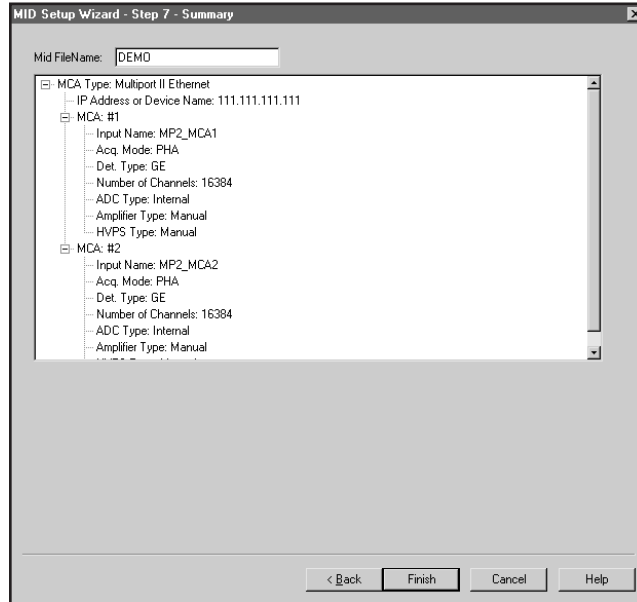 MID Setup Wizard - Step 7 - Summary
Mid FileName: DEMO
MCA Type: Multiport II Ethernet
IP Address or Device Name: 111.111.111.111
MCA: #1
Input Name: MP2_MCA1
Acq. Mode: PHA
Det. Type: GE
Number of Channels: 16384
ADC Type: Internal
Amplifier Type: Manual
HVPS Type: Manual
MCA: #2
Input Name: MP2_MCA2
Acq. Mode: PHA
Det. Type: GE
Number of Channels: 16384
ADC Type: Internal
Amplifier Type: Manual
< Back Finish Cancel Help